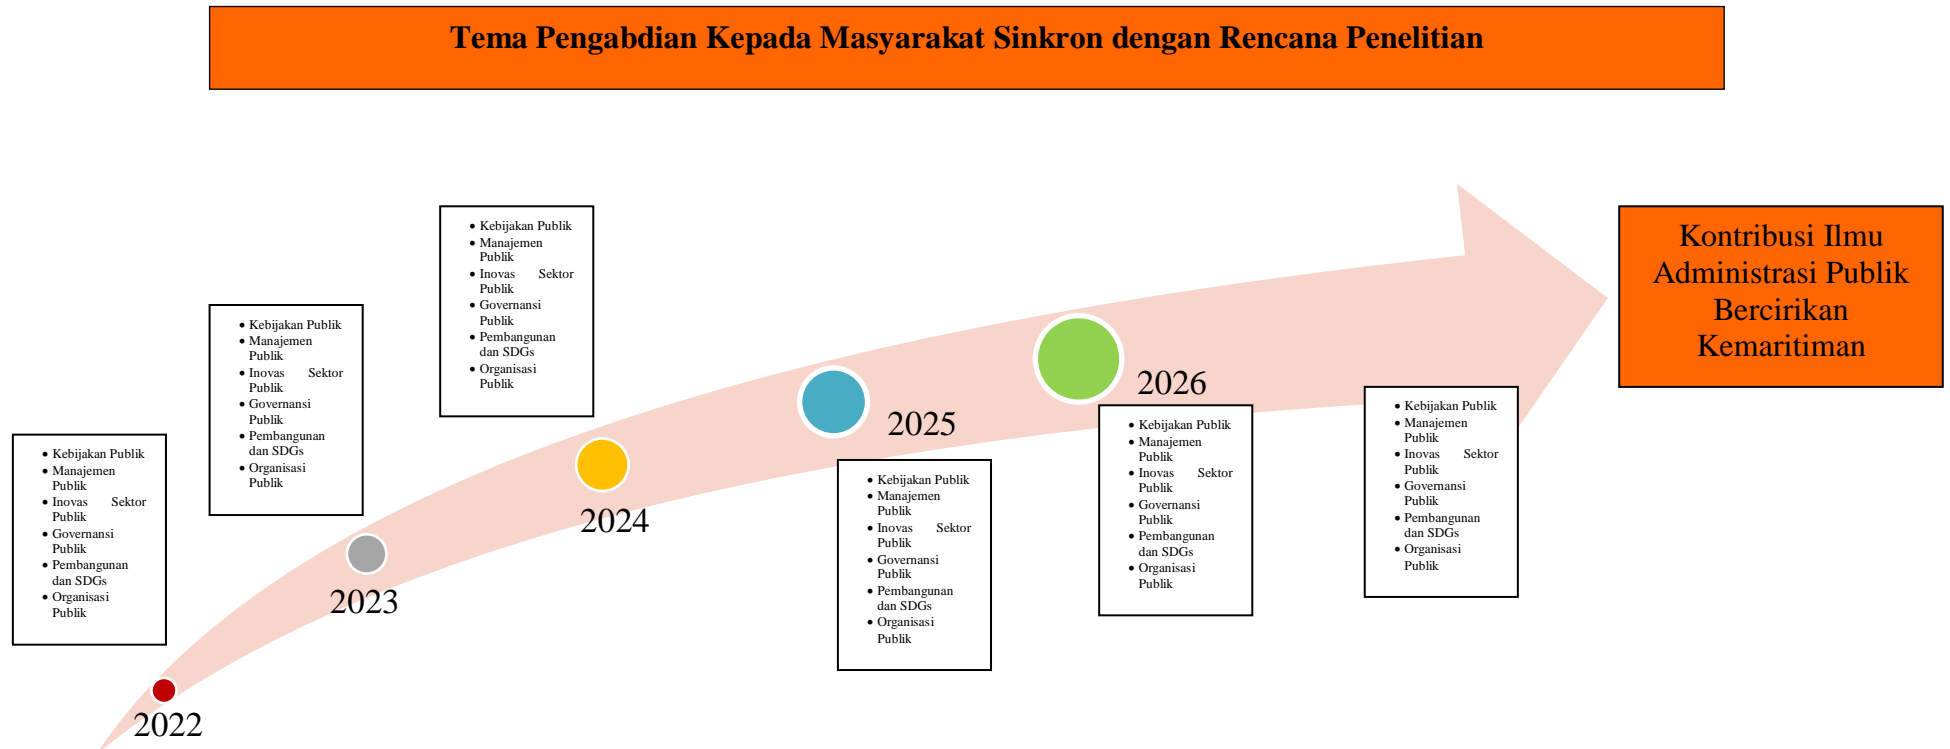 Tema Pengabdian Kepada Masyarakat Sinkron dengan Rencana Penelitian
• Kebijakan Publik
• Manajemen
Publik
• Inovas Sektor
Publik
• Governansi
Publik
• Pembangunan
dan SDGs
• Organisasi
Publik
2022
• Kebijakan Publik
• Manajemen
Publik
• Inovas Sektor
Publik
• Governansi
Publik
• Pembangunan
dan SDGs
• Organisasi
Publik
2023
• Kebijakan Publik
• Manajemen
Publik
• Inovas Sektor
Publik
• Governansi
Publik
• Pembangunan
dan SDGs
• Organisasi
Publik
2024
2025
• Kebijakan Publik
• Manajemen
Publik
• Inovas Sektor
Publik
• Governansi
Publik
• Pembangunan
dan SDGs
• Organisasi
Publik
2026
• Kebijakan Publik
• Manajemen
Publik
• Inovas Sektor
Publik
• Governansi
Publik
• Pembangunan
dan SDGs
• Organisasi
Publik
• Kebijakan Publik
• Manajemen
Publik
• Inovas Sektor
Publik
• Governansi
Publik
• Pembangunan
dan SDGs
• Organisasi
Publik
Kontribusi Ilmu
Administrasi Publik
Bercirikan
Kemaritiman